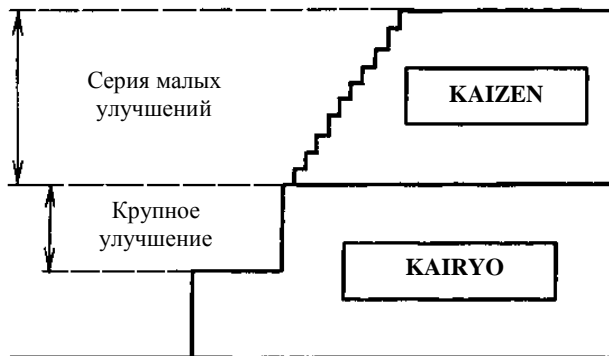 Серия малых
улучшений
KAIZEN
Крупное
улучшение
KAIRYO